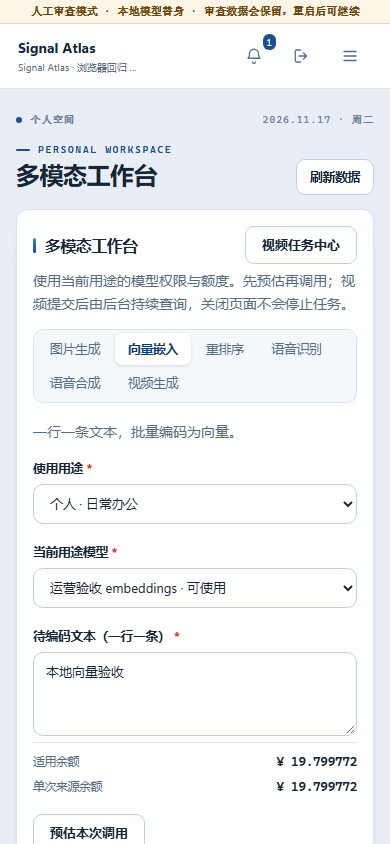 人工审查模式 · 本地模型替身 · 审查数据会保留，重启后可继续
Signal Atlas
Signal Atlas · 浏览器回归 ...
1
个人空间
2026.11.17 · 周二
PERSONAL WORKSPACE
多模态工作台
刷新数据
多模态工作台
视频任务中心
使用当前用途的模型权限与额度。先预估再调用；视
频提交后由后台持续查询，关闭页面不会停止任务。
图片生成 向量嵌入 重排序 语音识别
语音合成 视频生成
一行一条文本，批量编码为向量。
使用用途 *
个人 · 日常办公
当前用途模型 *
运营验收 embeddings · 可使用
待编码文本（一行一条） *
本地向量验收
适用余额 ¥ 19.799772
单次来源余额 ¥ 19.799772
预估本次调用